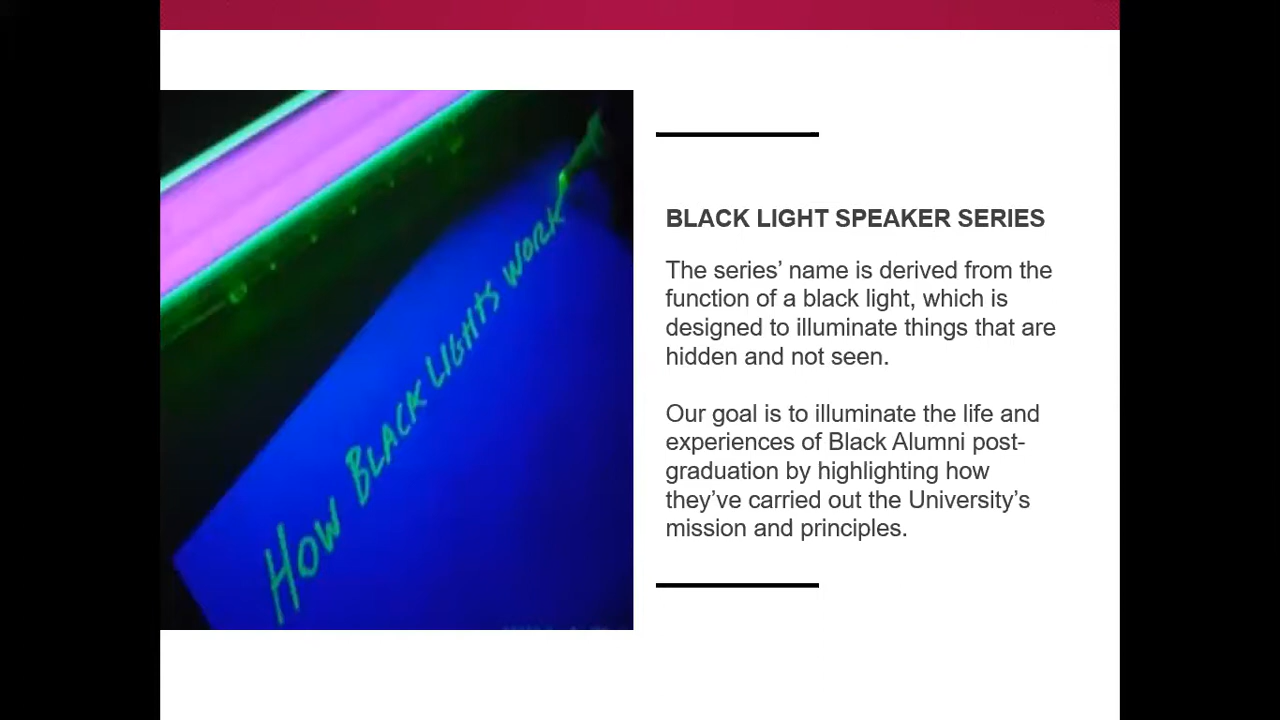 How BLACK LIGHTS WORK
BLACK LIGHT SPEAKER SERIES
The series’ name is derived from the
function of a black light, which is
designed to illuminate things that are
hidden and not seen.
Our goal is to illuminate the life and
experiences of Black Alumni post-
graduation by highlighting how
they’ve carried out the University’s
mission and principles.